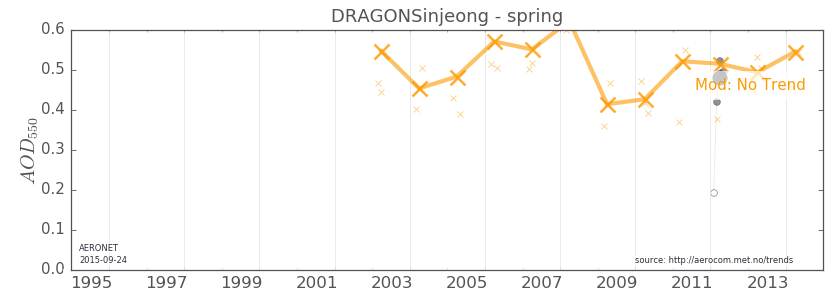 DRAGONSinjeong - spring
0.6
0.5
0.4
0.3
0.2
0.1
0.0
AOD550
Mod: No Trend
AERONET
2015-09-24
source: http://aerocom.met.no/trends
1995 1997 1999 2001 2003 2005 2007 2009 2011 2013